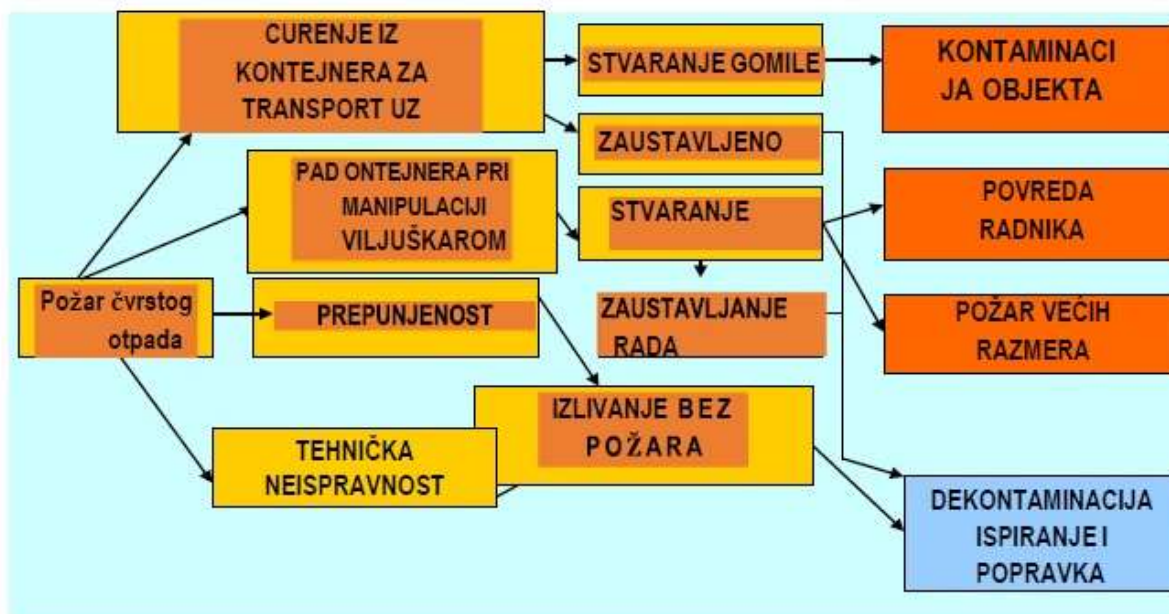 CURENJE IZ
KONTEJNERA ZA
TRANSPORT UZ
STVARANJE GOMILE
KONTAMINACI
JA OBJEKTA
ZAUSTAVLJENO
PAD ONTEJNERA PRI
MANIPULACIJI
VILJUŠKAROM
STVARANJE
POVREDA
RADNIKA
Požar čvrstog
otpada
PREPUNJENOST
ZAUSTAVLJANJE
RADA
POŽAR VEĆIH
RAZMERA
IZLIVANJE BEZ
POŽARA
TEHNIČKA
NEISPRAVNOST
DEKONTAMINACIJA
ISPIRANJE I
POPRAVKA